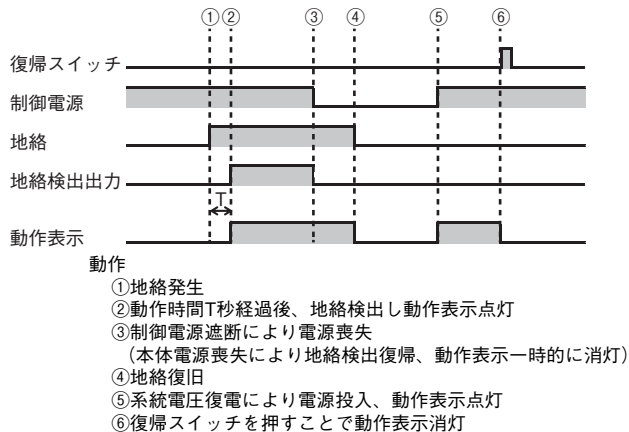 ①② ③ ④ ⑤ ⑥
復帰スイッチ
制御電源
地絡
地絡検出出力
T
動作表示
動作
①地絡発生
②動作時間T秒経過後、地絡検出し動作表示点灯
③制御電源遮断により電源喪失
（本体電源喪失により地絡検出復帰、動作表示一時的に消灯）
④地絡復旧
⑤系統電圧復電により電源投入、動作表示点灯
⑥復帰スイッチを押すことで動作表示消灯